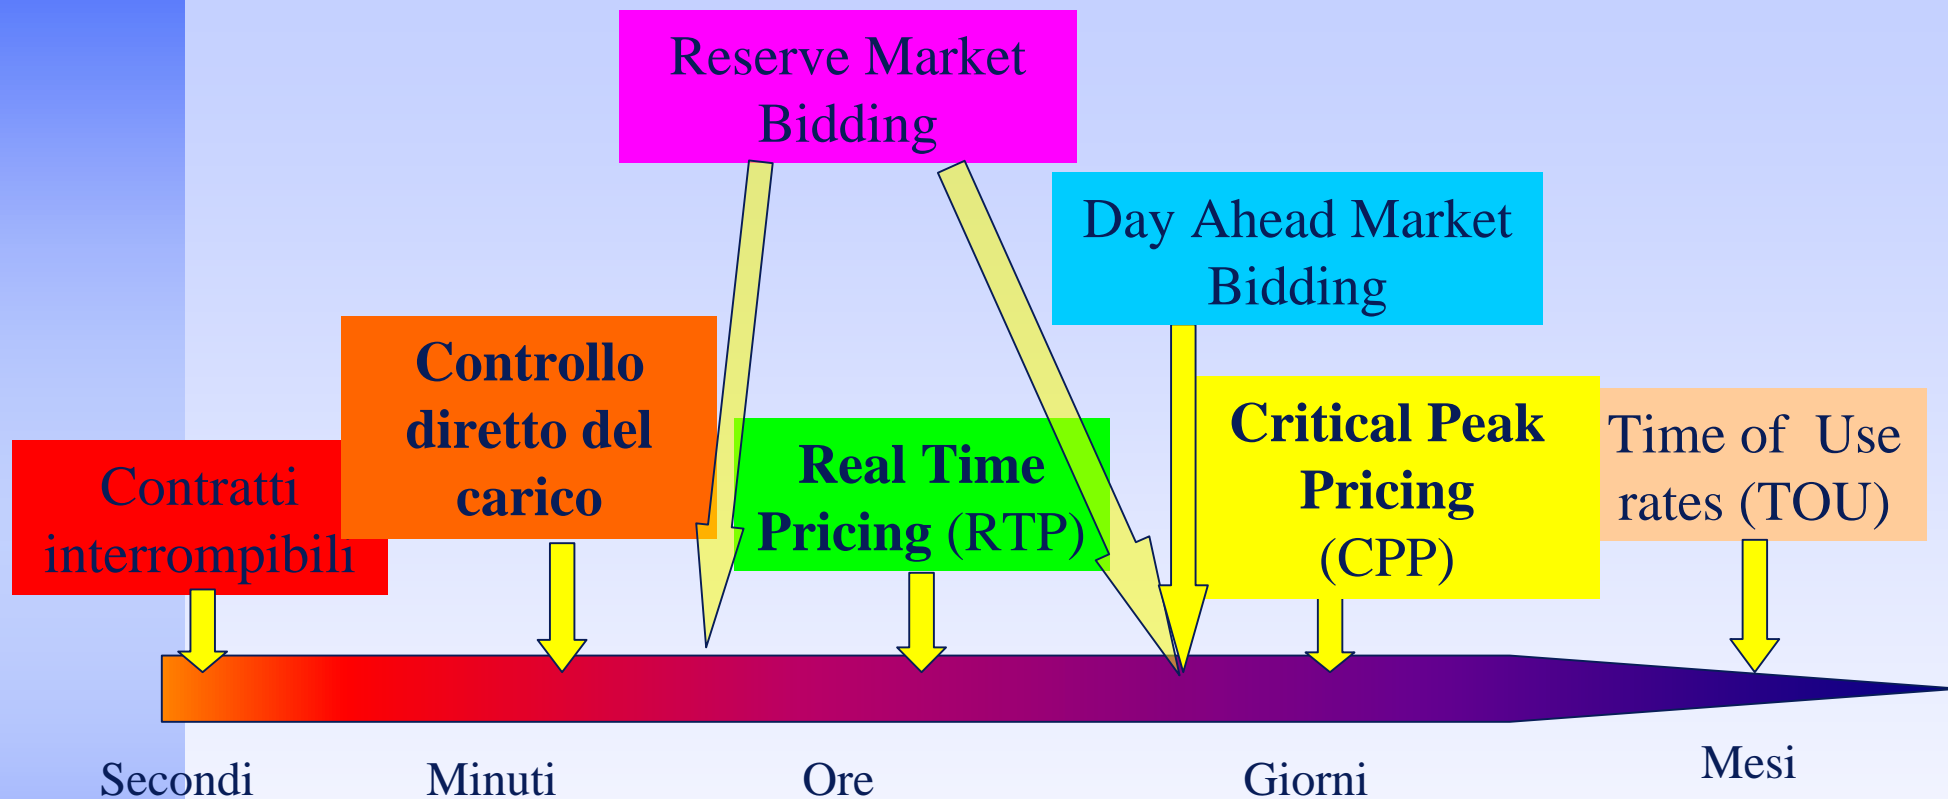 Reserve Market
Bidding
Day Ahead Market
Bidding
Controllo
diretto del
carico
Contratti
interrompibili
Real Time
Pricing (RTP)
Critical Peak
Pricing
(CPP)
Time of  Use
rates (TOU)
Secondi
Minuti
Ore
Giorni
Mesi